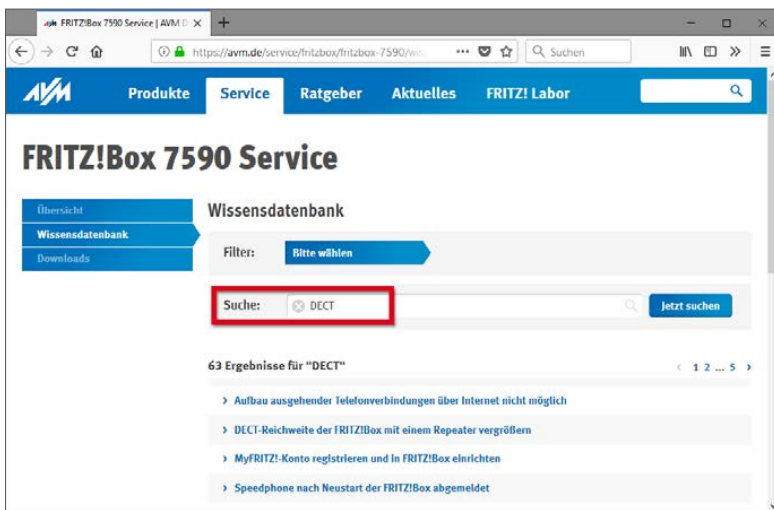 FRITZ!Box 7590 Service | AVM D
https://avm.de/service/fritzbox/fritzbox-7590/wis
Suchen
AVM
Produkte
Service
Ratgeber
Aktuelles
FRITZ! Labor
FRITZ!Box 7590 Service
Übersicht
Wissensdatenbank
Downloads
Wissensdatenbank
Filter:
Bitte wählen
Suche:
DECT
Jetzt suchen
63 Ergebnisse für "DECT"
1 2 ... 5
Aufbau ausgehender Telefonverbindungen über Internet nicht möglich
DECT-Reichweite der FRITZ!Box mit einem Repeater vergrößern
MyFRITZ!-Konto registrieren und in FRITZ!Box einrichten
Speedphone nach Neustart der FRITZ!Box abgemeldet